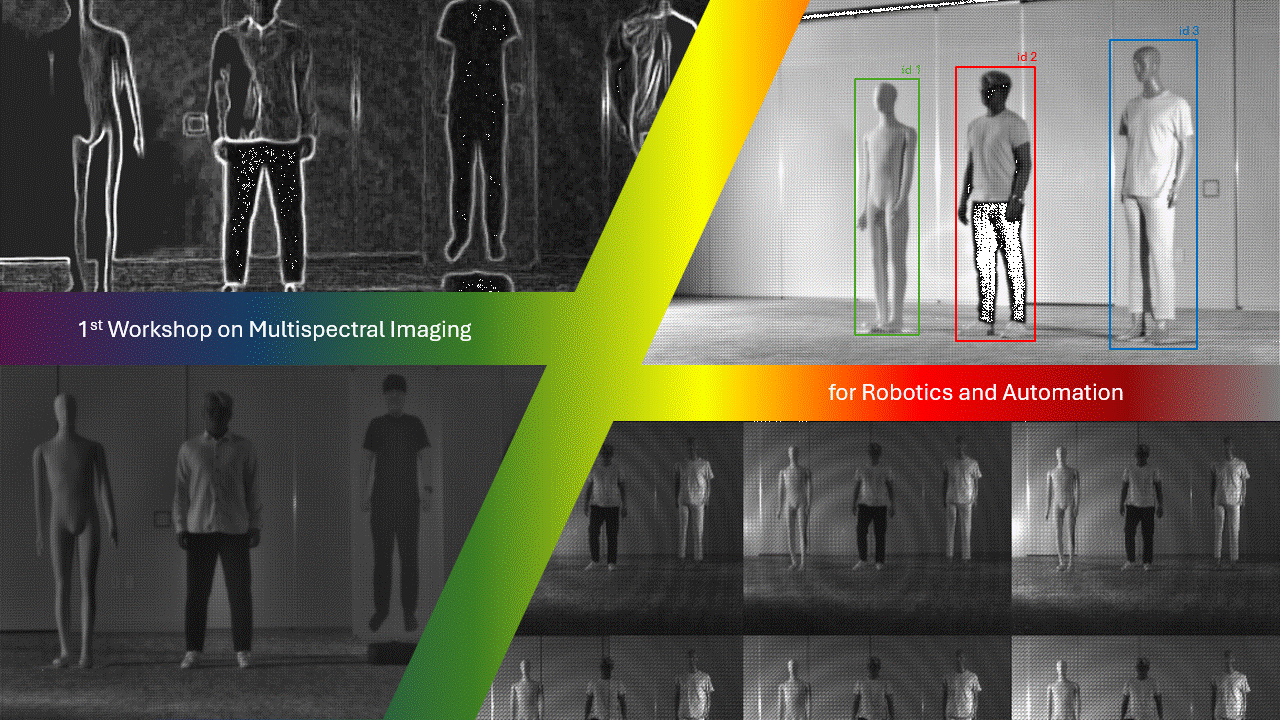 id 1
id 2
id 3
1st Workshop on Multispectral Imaging
for Robotics and Automation